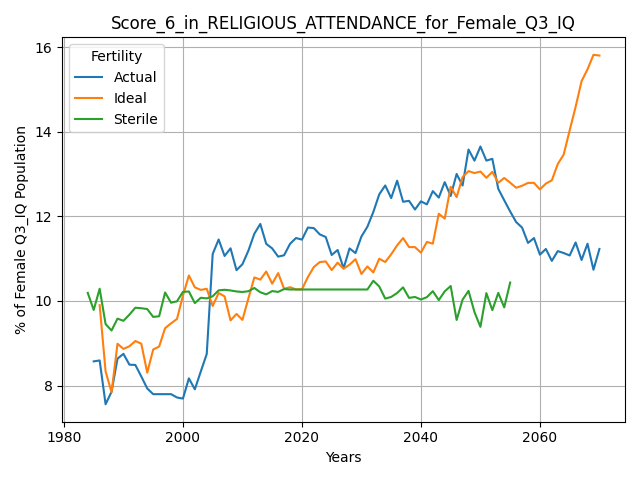 Score_6_in_RELIGIOUS_ATTENDANCE_for_Female_Q3_IQ
Fertility
Actual
Ideal
Sterile
% of Female Q3_IQ Population
16
14
12
10
8
1980
2000
2020
2040
2060
Years